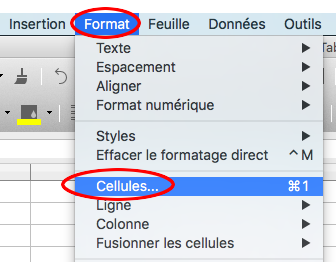 Insertion Format Feuille Données Outils
Texte
Espacement
Aligner
Format numérique
Styles
Effacer le formatage direct ^ M
Cellules... ⌘1
Ligne
Colonne
Fusionner les cellules